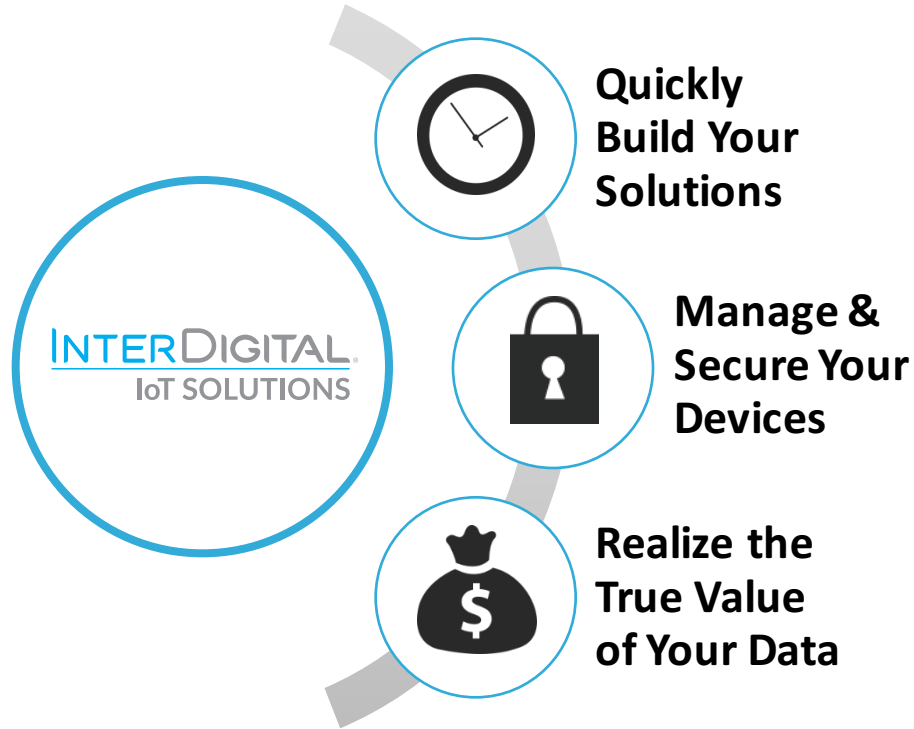 INTERDIGITAL.
IoT SOLUTIONS
Quickly
Build Your
Solutions
Manage &
Secure Your
Devices
$
Realize the
True Value
of Your Data